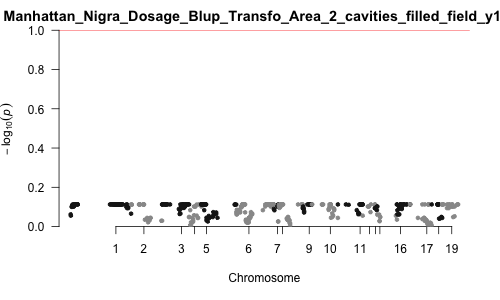 Manhattan_Nigra_Dosage_Blup_Transfo_Area_2_cavities_filled_field_y1
1.0
0.8
0.6
0.4
0.2
0.0
− log10(p)
1 2 3 5 6 7 9 10 11 16 17 19
Chromosome